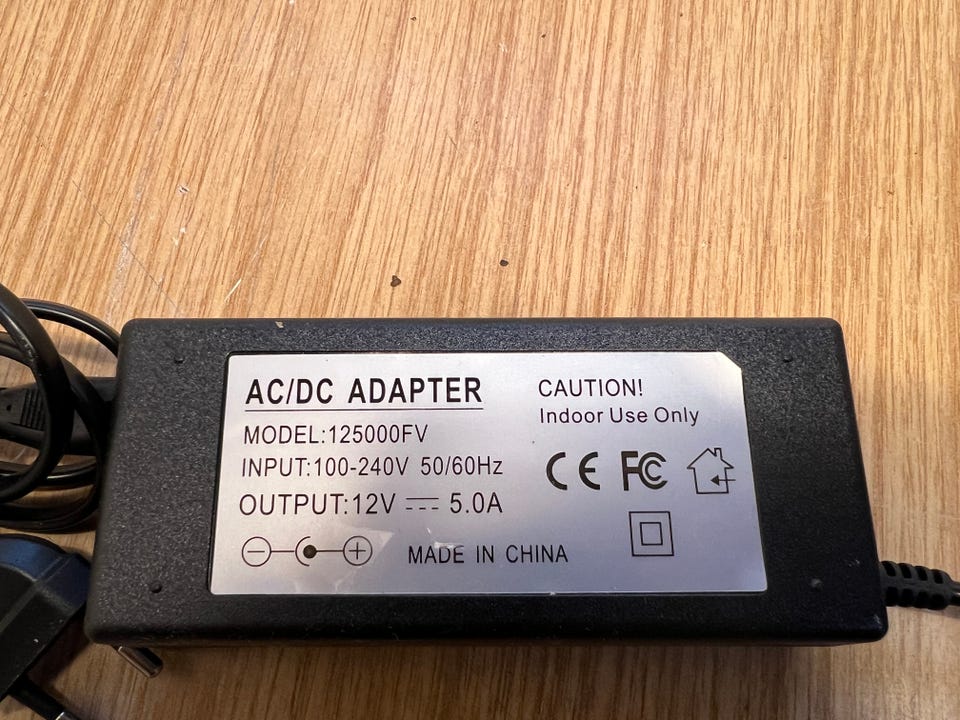 AC/DC ADAPTER
MODEL:125000FV
INPUT:100-240V 50/60Hz
OUTPUT:12V ⎓ 5.0A
MADE IN CHINA
CAUTION!
Indoor Use Only
CE FC